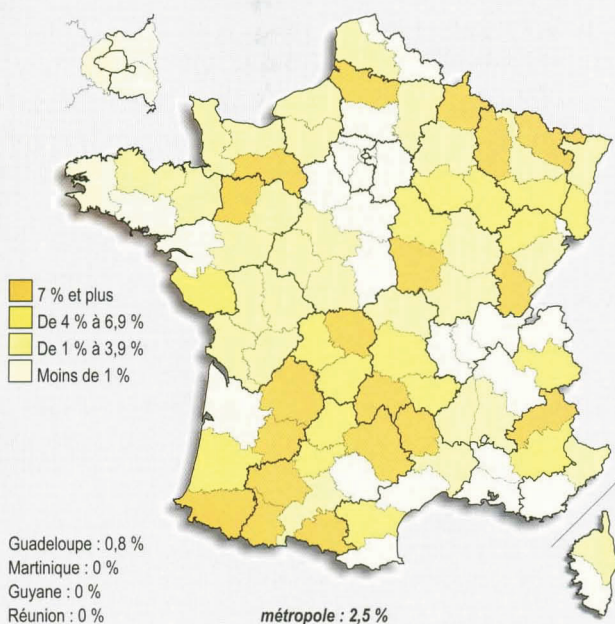 7 % et plus
De 4 % à 6,9 %
De 1 % à 3,9 %
Moins de 1 %
Guadeloupe : 0,8 %
Martinique : 0 %
Guyane : 0 %
Réunion : 0 %
métropole : 2,5 %